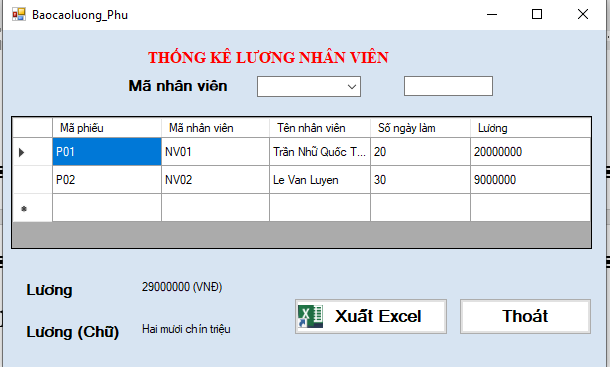 Baocaoluong_Phu
THỐNG KÊ LƯƠNG NHÂN VIÊN
Mã nhân viên
Mã phiếu Mã nhân viên Tên nhân viên Số ngày làm Lương
P01 NV01 Trần Nhữ Quốc T... 20 20000000
P02 NV02 Le Van Luyen 30 9000000
Lương 29000000 (VNĐ)
Lương (Chữ) Hai mươi chín triệu
Xuất Excel Thoát